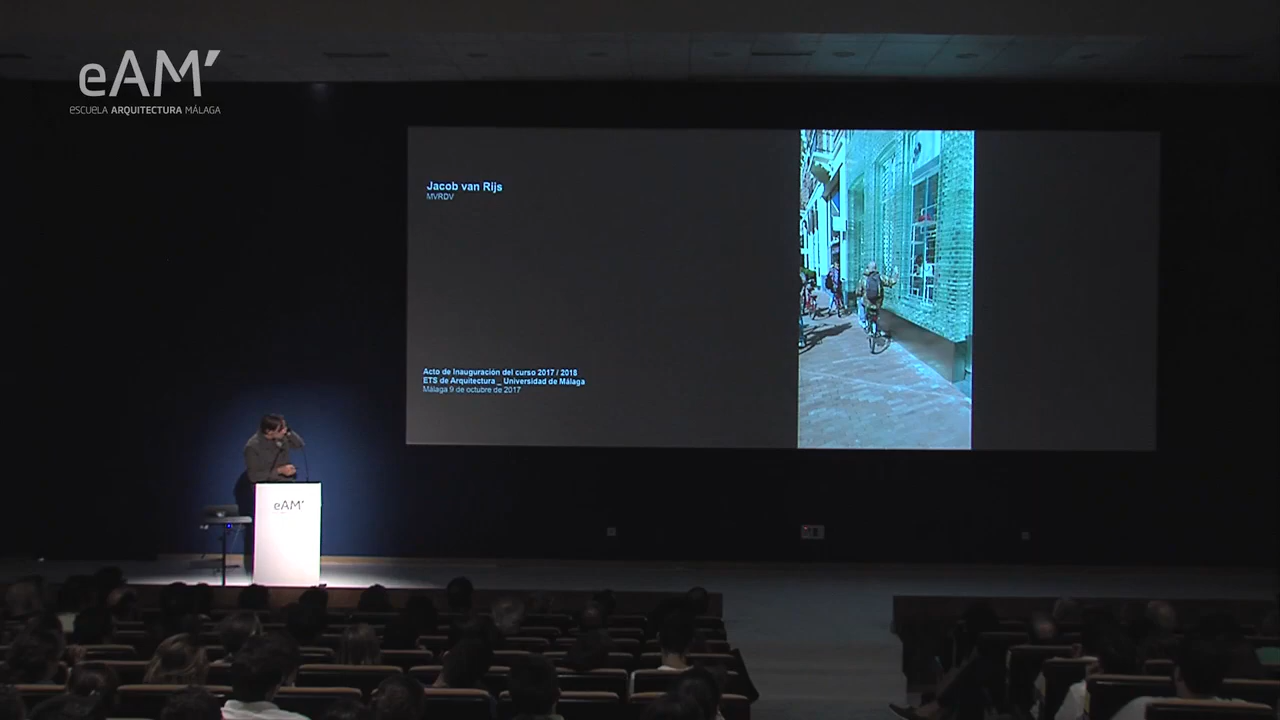 eAM'
ESCUELA ARQUITECTURA MÁLAGA
Jacob van Rijs
MVRDV
Acto de Inauguración del curso 2017 / 2018
ETS de Arquitectura _ Universidad de Málaga
Málaga 9 de octubre de 2017
eAM'